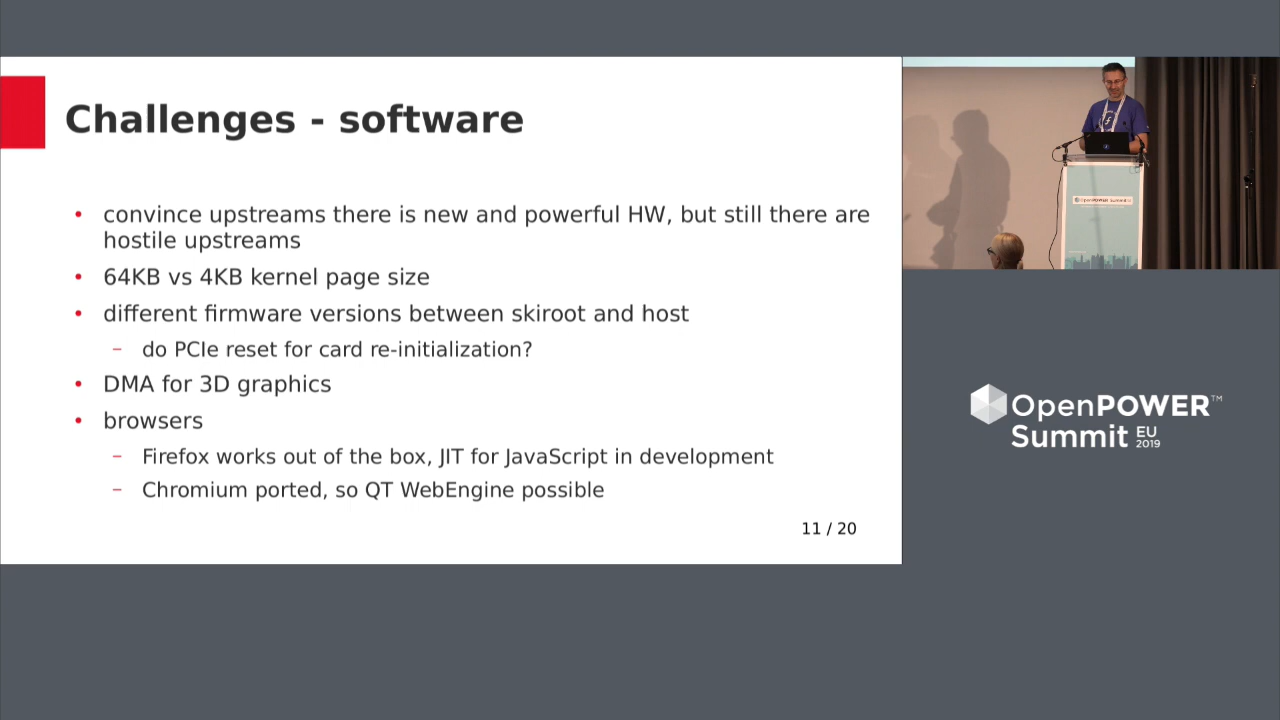 Challenges - software
• convince upstreams there is new and powerful HW, but still there are
hostile upstreams
• 64KB vs 4KB kernel page size
• different firmware versions between skiroot and host
– do PCIe reset for card re-initialization?
• DMA for 3D graphics
• browsers
– Firefox works out of the box, JIT for JavaScript in development
– Chromium ported, so QT WebEngine possible
11 / 20
OpenPOWER Summit
OpenPOWER™
Summit EU
2019